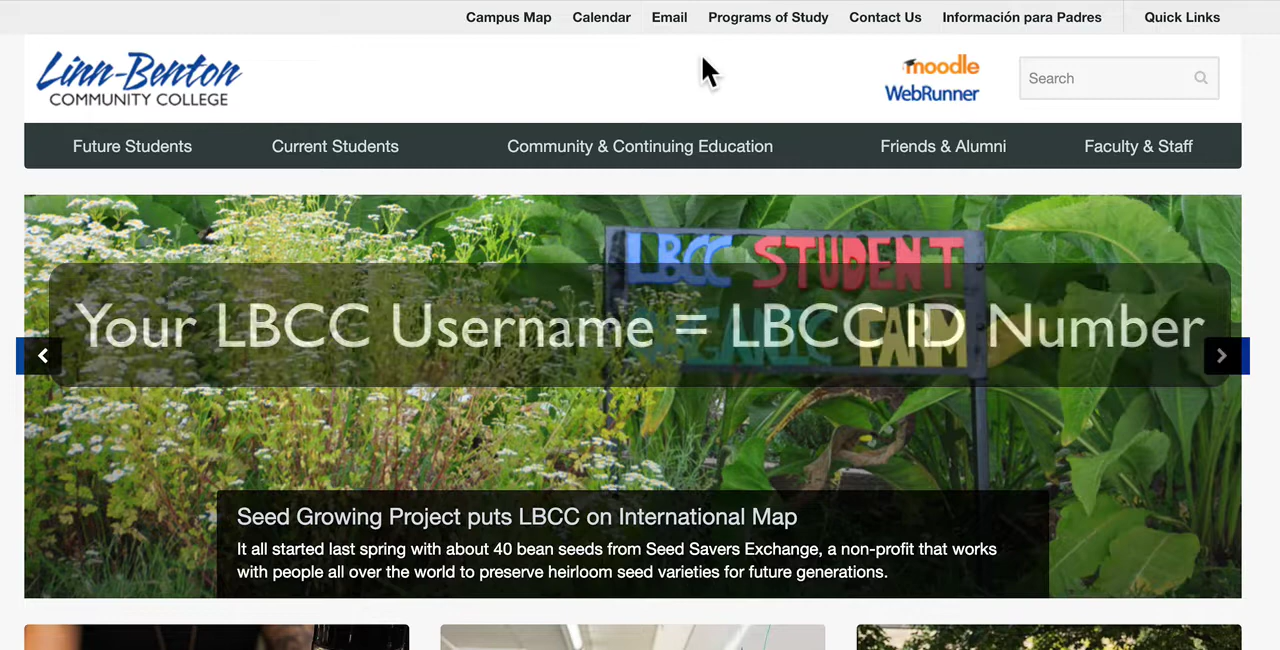 Campus Map Calendar Email Programs of Study Contact Us Información para Padres Quick Links
Linn-Benton
COMMUNITY COLLEGE
moodle
WebRunner
Search
Future Students Current Students Community & Continuing Education Friends & Alumni Faculty & Staff
LBCC STUDENT
Your LBCC Username = LBCC ID Number
FARM
Seed Growing Project puts LBCC on International Map
It all started last spring with about 40 bean seeds from Seed Savers Exchange, a non-profit that works
with people all over the world to preserve heirloom seed varieties for future generations.